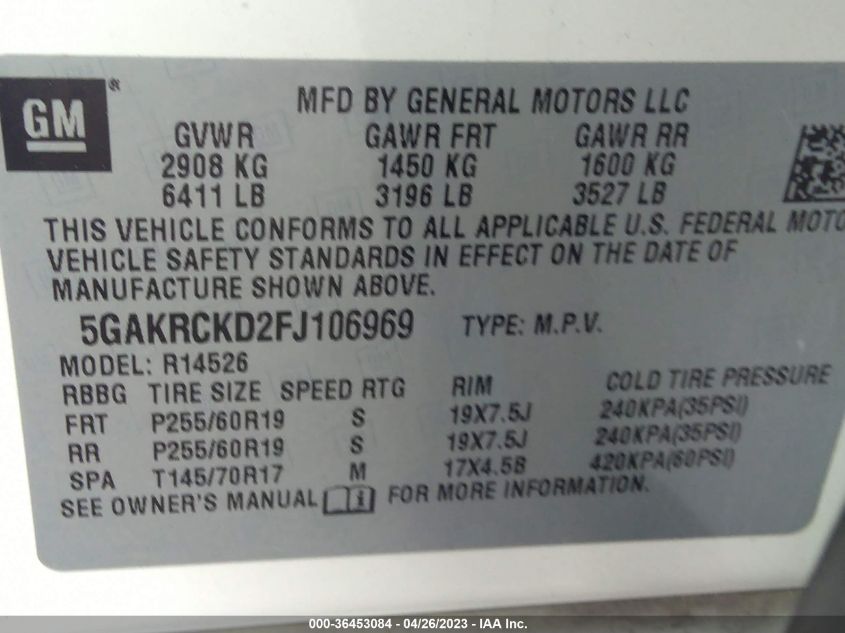 GM®
MFD BY GENERAL MOTORS LLC
GVWR GAWR FRT GAWR RR
2908 KG 1450 KG 1600 KG
6411 LB 3196 LB 3527 LB
THIS VEHICLE CONFORMS TO ALL APPLICABLE U.S. FEDERAL MOTO
VEHICLE SAFETY STANDARDS IN EFFECT ON THE DATE OF
MANUFACTURE SHOWN ABOVE.
5GAKRCKD2FJ106969 TYPE: M.P.V.
MODEL: R14526
RBBG TIRE SIZE SPEED RTG RIM COLD TIRE PRESSURE
FRT P255/60R19 S 19X7.5J 240KPA(35PSI)
RR P255/60R19 S 19X7.5J 240KPA(35PSI)
SPA T145/70R17 M 17X4.5B 420KPA(60PSI)
SEE OWNER'S MANUAL i FOR MORE INFORMATION.
000-36453084 - 04/26/2023 - IAA Inc.